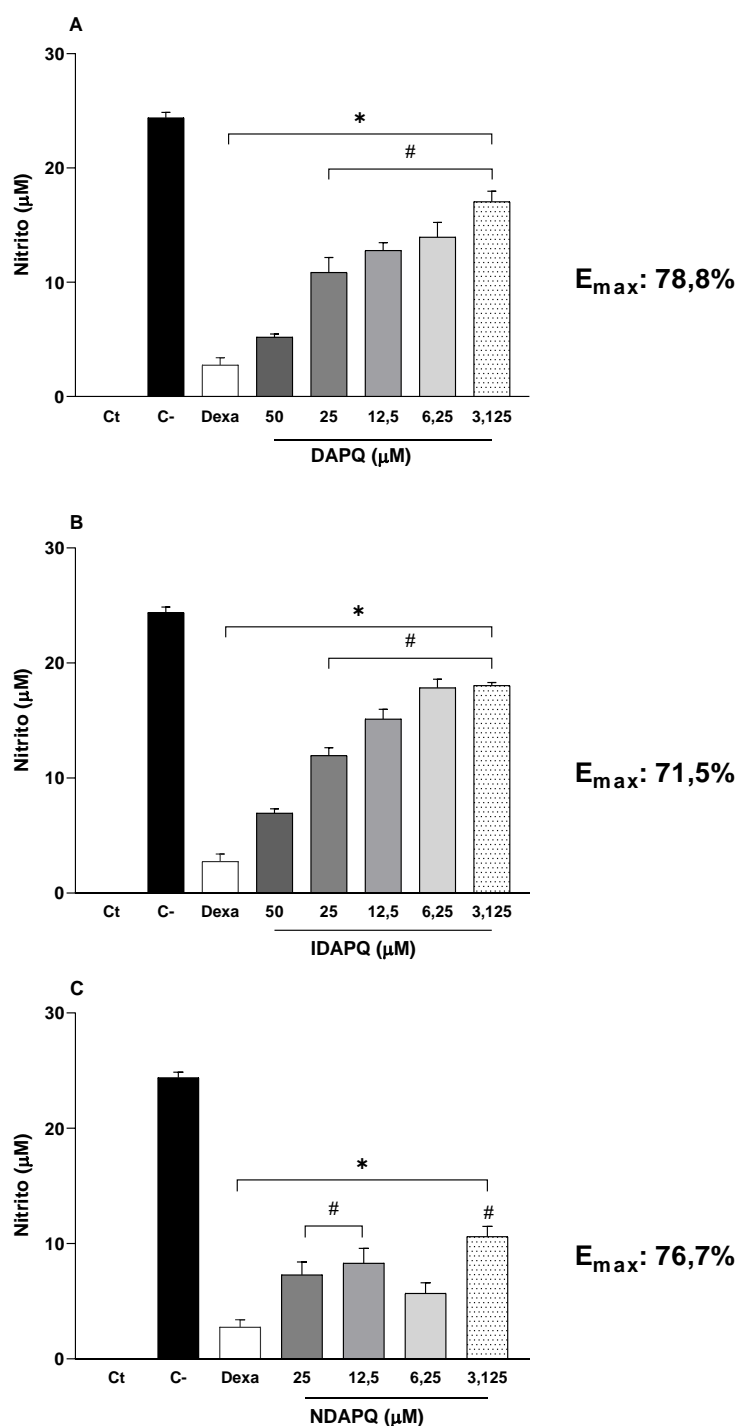 A
30
20
10
0
Nitrito (μM)
*
#
Ct C- Dexa 50 25 12,5 6,25 3,125
DAPQ (μM)
Emax: 78,8%
B
30
20
10
0
Nitrito (μM)
*
#
Ct C- Dexa 50 25 12,5 6,25 3,125
IDAPQ (μM)
Emax: 71,5%
C
30
20
10
0
Nitrito (μM)
*
# #
Ct C- Dexa 25 12,5 6,25 3,125
NDAPQ (μM)
Emax: 76,7%